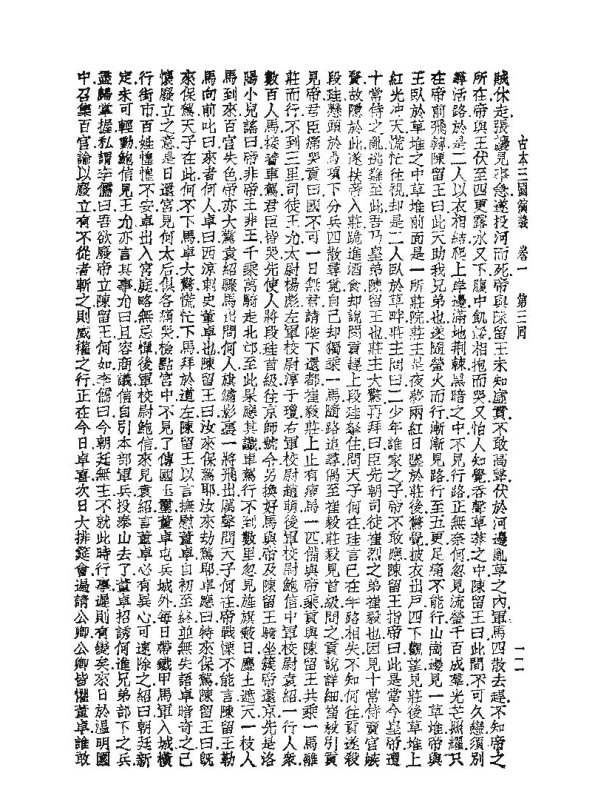 古本三國演義 卷一 第三回 一一
賊休走張讓見事急遂投河而死帝與陳留王未知虛實不敢高聲伏於河邊亂草之內軍馬四散去趕不知帝之
所在帝與王伏至四更露水又下腹中飢餒相抱而哭又怕人知覺吞聲草莽之中陳留王曰此間不可久戀須別
尋活路於是二人以衣相結爬上岸邊滿地荊棘黑暗之中不見行路正無奈何忽見流螢千百成羣光芒照耀只
在帝前飛轉陳留王曰此天助我兄弟也遂隨螢火而行漸漸見路行至五更足痛不能行山崗邊見一草堆帝與
王臥於草堆之中草堆前面是一所莊院莊主是夜夢兩紅日墜於莊後驚覺披衣出戶四下觀望見莊後草堆上
紅光冲天慌忙往視却是二人臥於草畔莊主問曰二少年誰家之子帝不敢應陳留王指帝曰此是當今皇帝遭
十常侍之亂逃難至此吾乃皇弟陳留王也莊主大驚再拜曰臣先朝司徒崔烈之弟崔毅也因見十常侍賣官嫉
賢故隱於此遂扶帝入莊跪進酒食却說閔貢趕上段珪拏住問天子何在珪言已在半路相失不知何往貢遂殺
段珪懸頭於馬項下分兵四散尋覓自己却獨乘一馬隨路追尋偶至崔毅莊毅見首級問之貢說詳細崔毅引貢
見帝君臣痛哭貢曰國不可一日無君請陛下還都崔毅莊上止有瘦馬一匹備與帝乘貢與陳留王共乘一馬離
莊而行不到三里司徒王允太尉楊彪左軍校尉淳于瓊右軍校尉趙萌後軍校尉鮑信中軍校尉袁紹一行人衆
數百人馬接着車駕君臣皆哭先使人將段珪首級往京師號令另換好馬與帝及陳留王騎坐簇帝還京先是洛
陽小兒謠曰帝非帝王非王千乘萬騎走北邙至此果應其讖車駕行不到數里忽見旌旗蔽日塵土遮天一枝人
馬到來百官失色帝亦大驚袁紹驟馬出問何人旗繡影裏一將飛出厲聲問天子何在帝戰慄不能言陳留王勒
馬向前叱曰來者何人卓曰西涼刺史董卓也陳留王曰汝來保駕耶汝來劫駕耶卓應曰特來保駕陳留王曰既
來保駕天子在此何不下馬卓大驚慌忙下馬拜於道左陳留王以言撫慰董卓自初至終並無失語卓暗奇之已
懷廢立之意是日還宮見何太后俱各痛哭檢點宮中不見了傳國玉璽董卓屯兵城外每日帶鐵甲馬軍入城橫
行街市百姓惶惶不安卓出入宮庭略無忌憚後軍校尉鮑信來見袁紹言董卓必有異心可速除之紹曰朝廷新
定未可輕動鮑信見王允亦言其事允曰且容商議信自引本部軍兵投泰山去了董卓招誘何進兄弟部下之兵
盡歸掌握私謂李儒曰吾欲廢帝立陳留王何如李儒曰今朝廷無主不就此時行事遲則有變矣來日於溫明園
中召集百官諭以廢立有不從者斬之則威權之行正在今日卓喜次日大排筵會遍請公卿公卿皆懼董卓誰敢